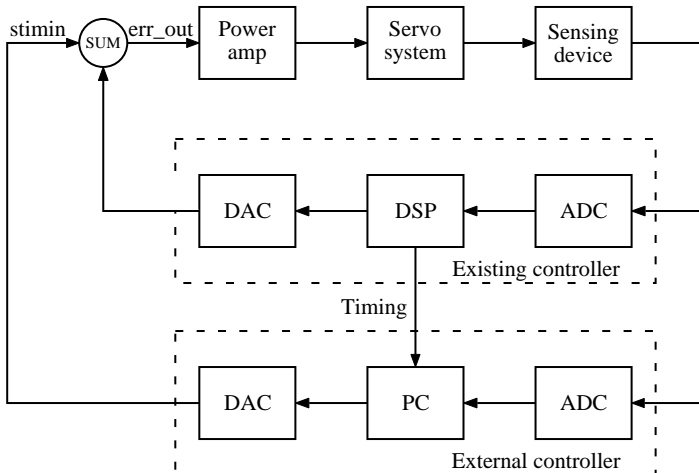 stimin
SUM
err_out
Power
amp
Servo
system
Sensing
device
DAC
DSP
ADC
Existing controller
Timing
DAC
PC
ADC
External controller